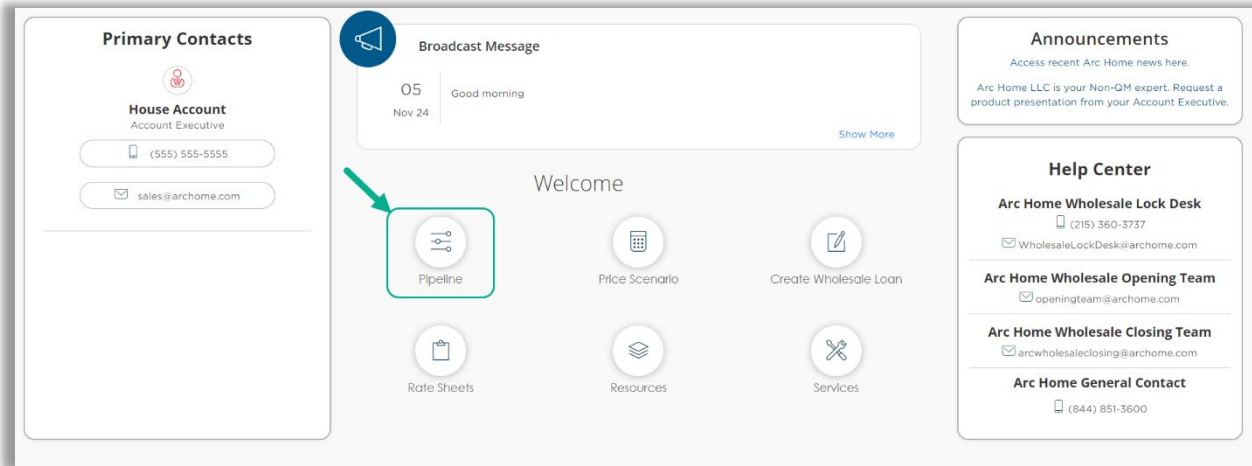 Primary Contacts
House Account
Account Executive
(555) 555-5555
sales@archome.com
Broadcast Message
05
Nov 24
Good morning
Show More
Welcome
Pipeline
Price Scenario
Create Wholesale Loan
Rate Sheets
Resources
Services
Announcements
Access recent Arc Home news here.
Arc Home LLC is your Non-QM expert. Request a
product presentation from your Account Executive.
Help Center
Arc Home Wholesale Lock Desk
(215) 360-3737
WholesaleLockDesk@archome.com
Arc Home Wholesale Opening Team
openingteam@archome.com
Arc Home Wholesale Closing Team
arcwholesaleclosing@archome.com
Arc Home General Contact
(844) 851-3600